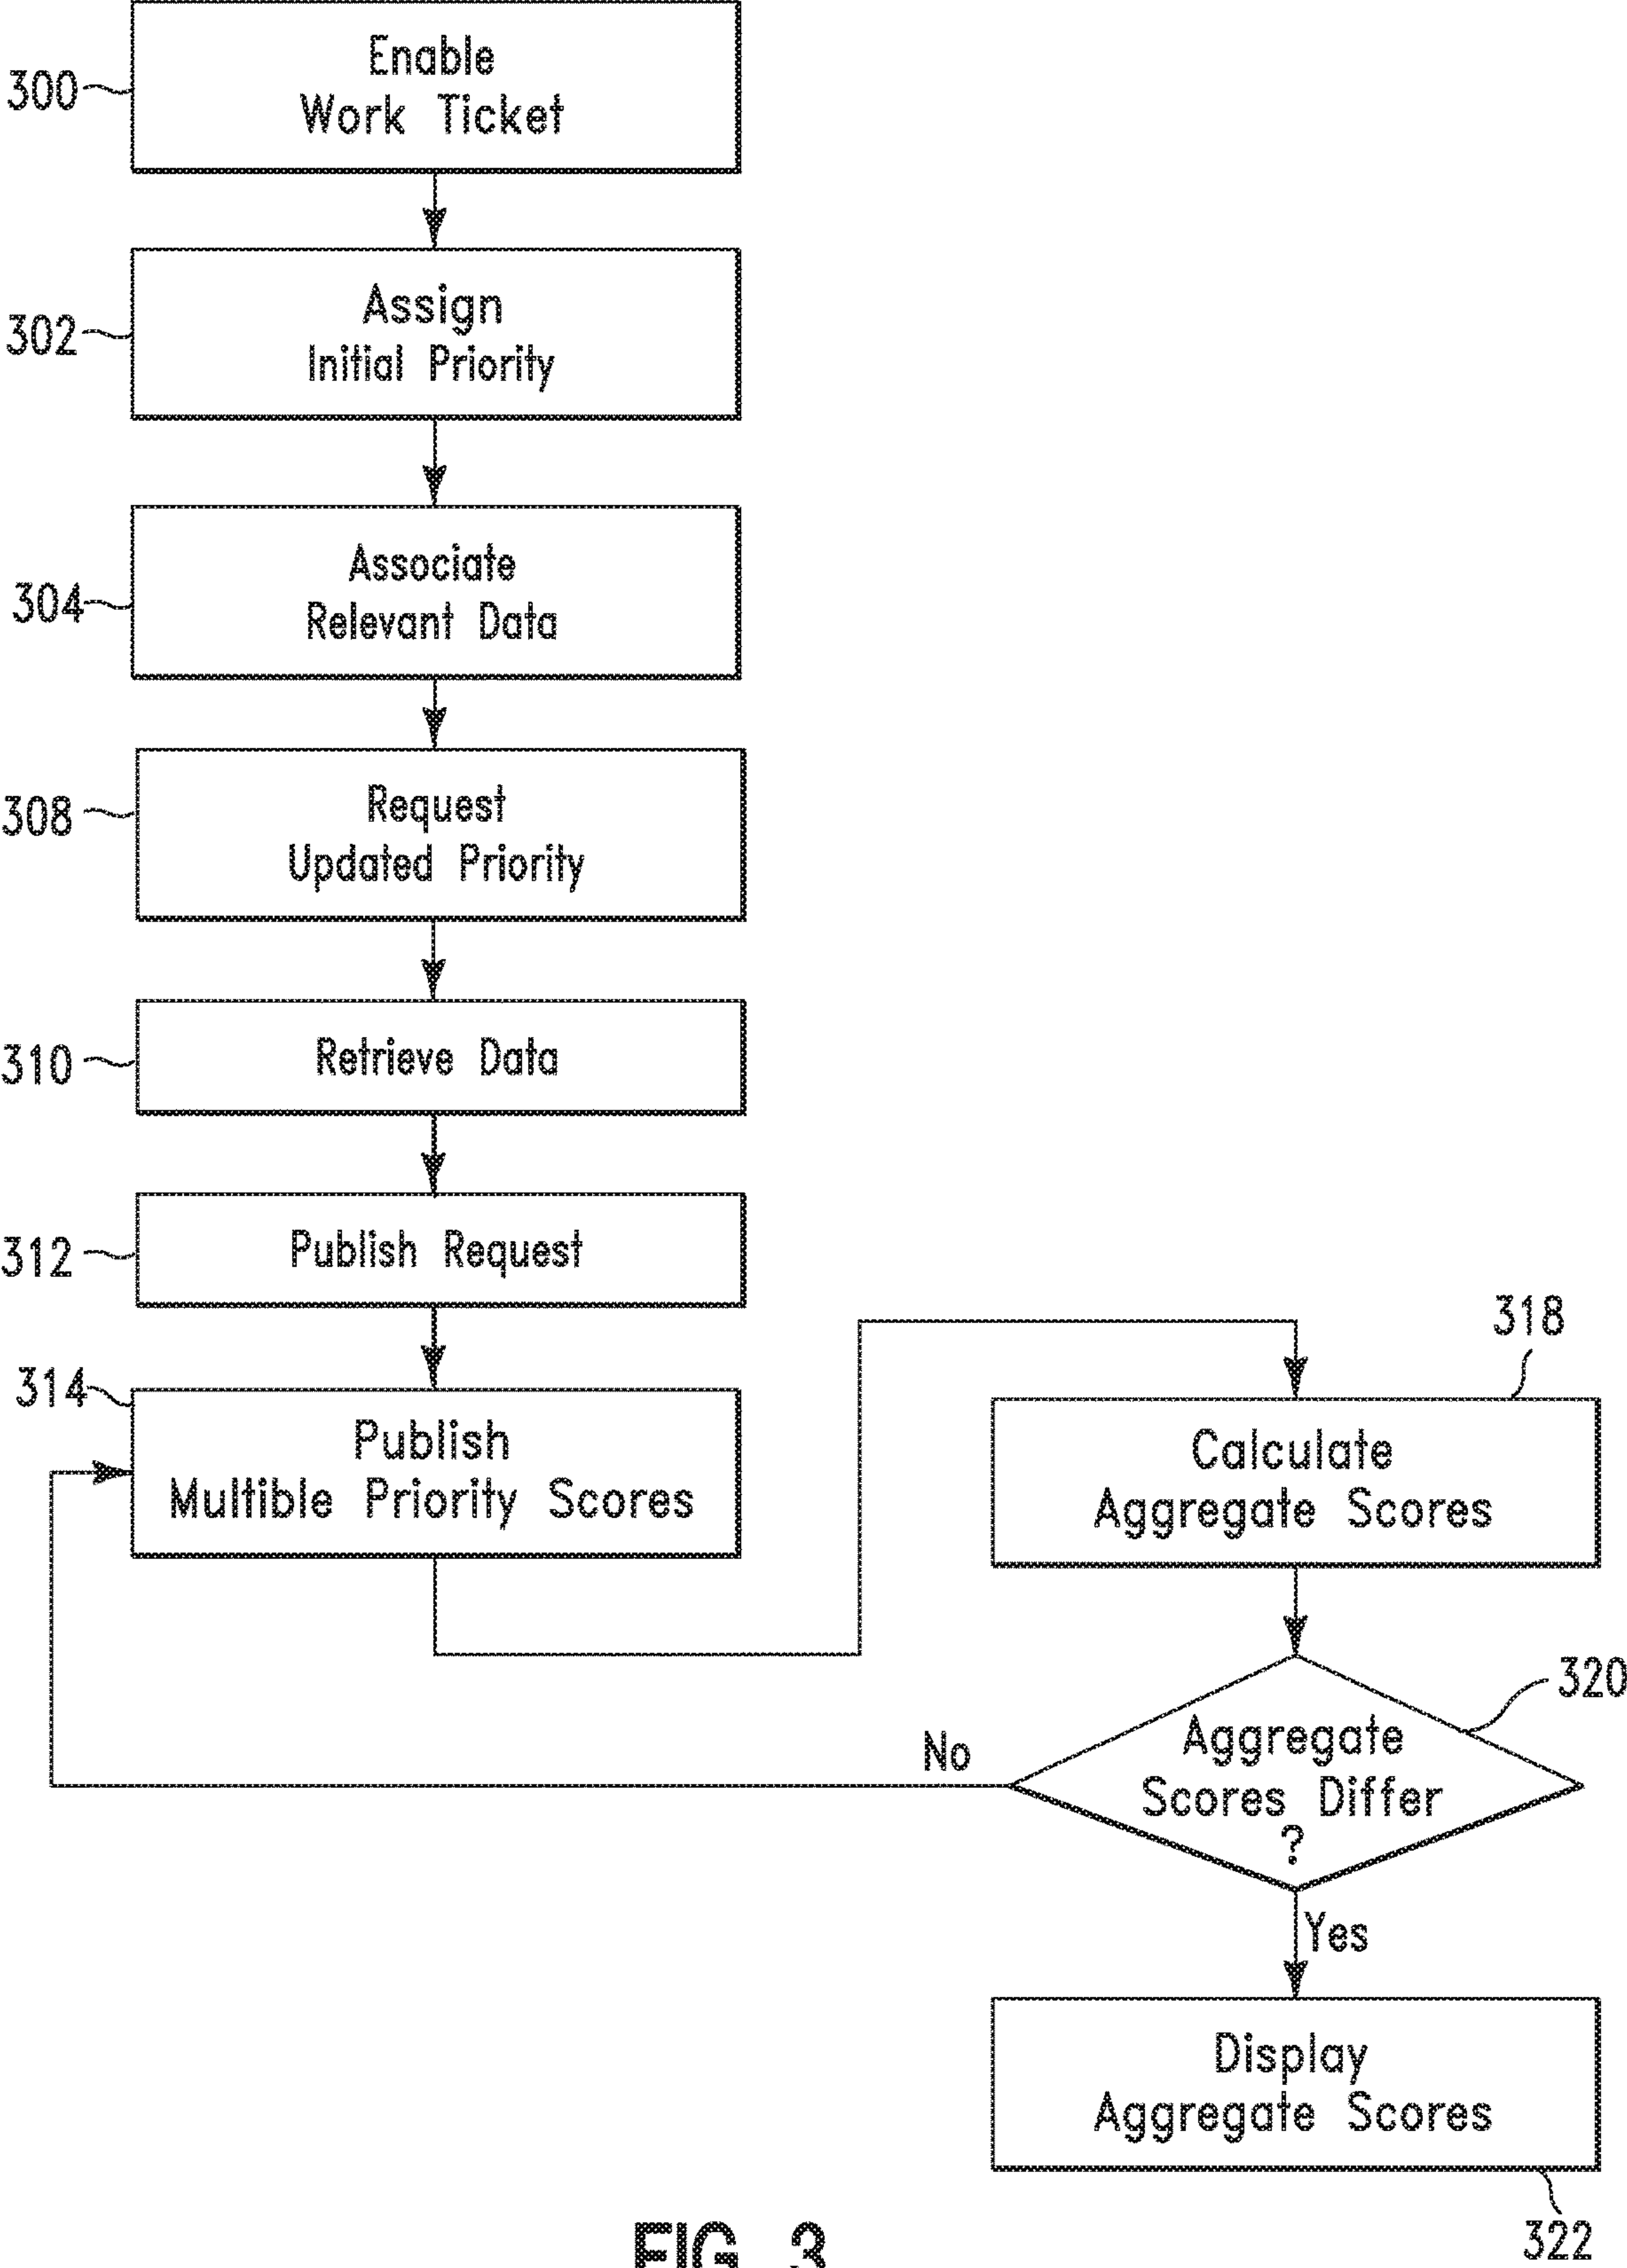 300
Enable
Work Ticket
302
Assign
Initial Priority
304
Associate
Relevant Data
308
Request
Updated Priority
310
Retrieve Data
312
Publish Request
314
Publish
Multible Priority Scores
318
Calculate
Aggregate Scores
320
Aggregate
Scores Differ
?
No
Yes
Display
Aggregate Scores
322
FIG. 3